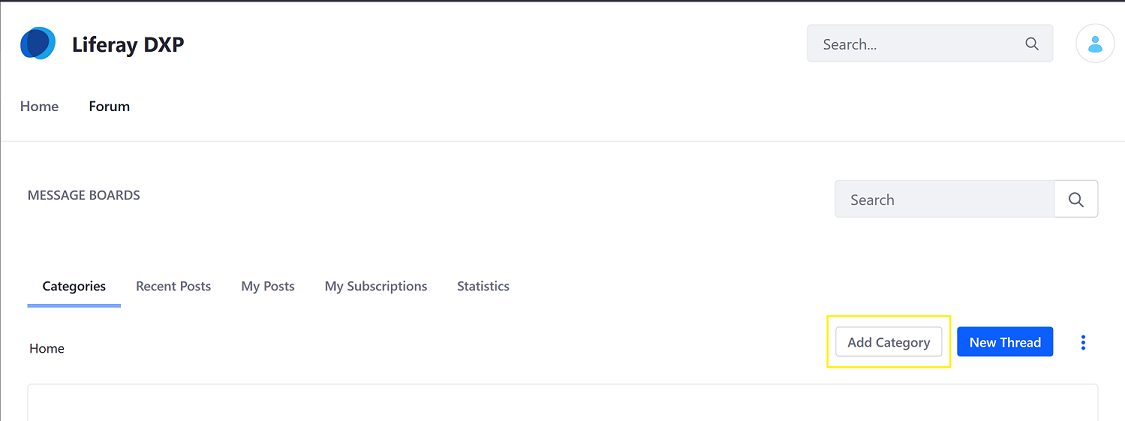 Liferay DXP
Search...
Home Forum
MESSAGE BOARDS
Search
Categories Recent Posts My Posts My Subscriptions Statistics
Home Add Category New Thread